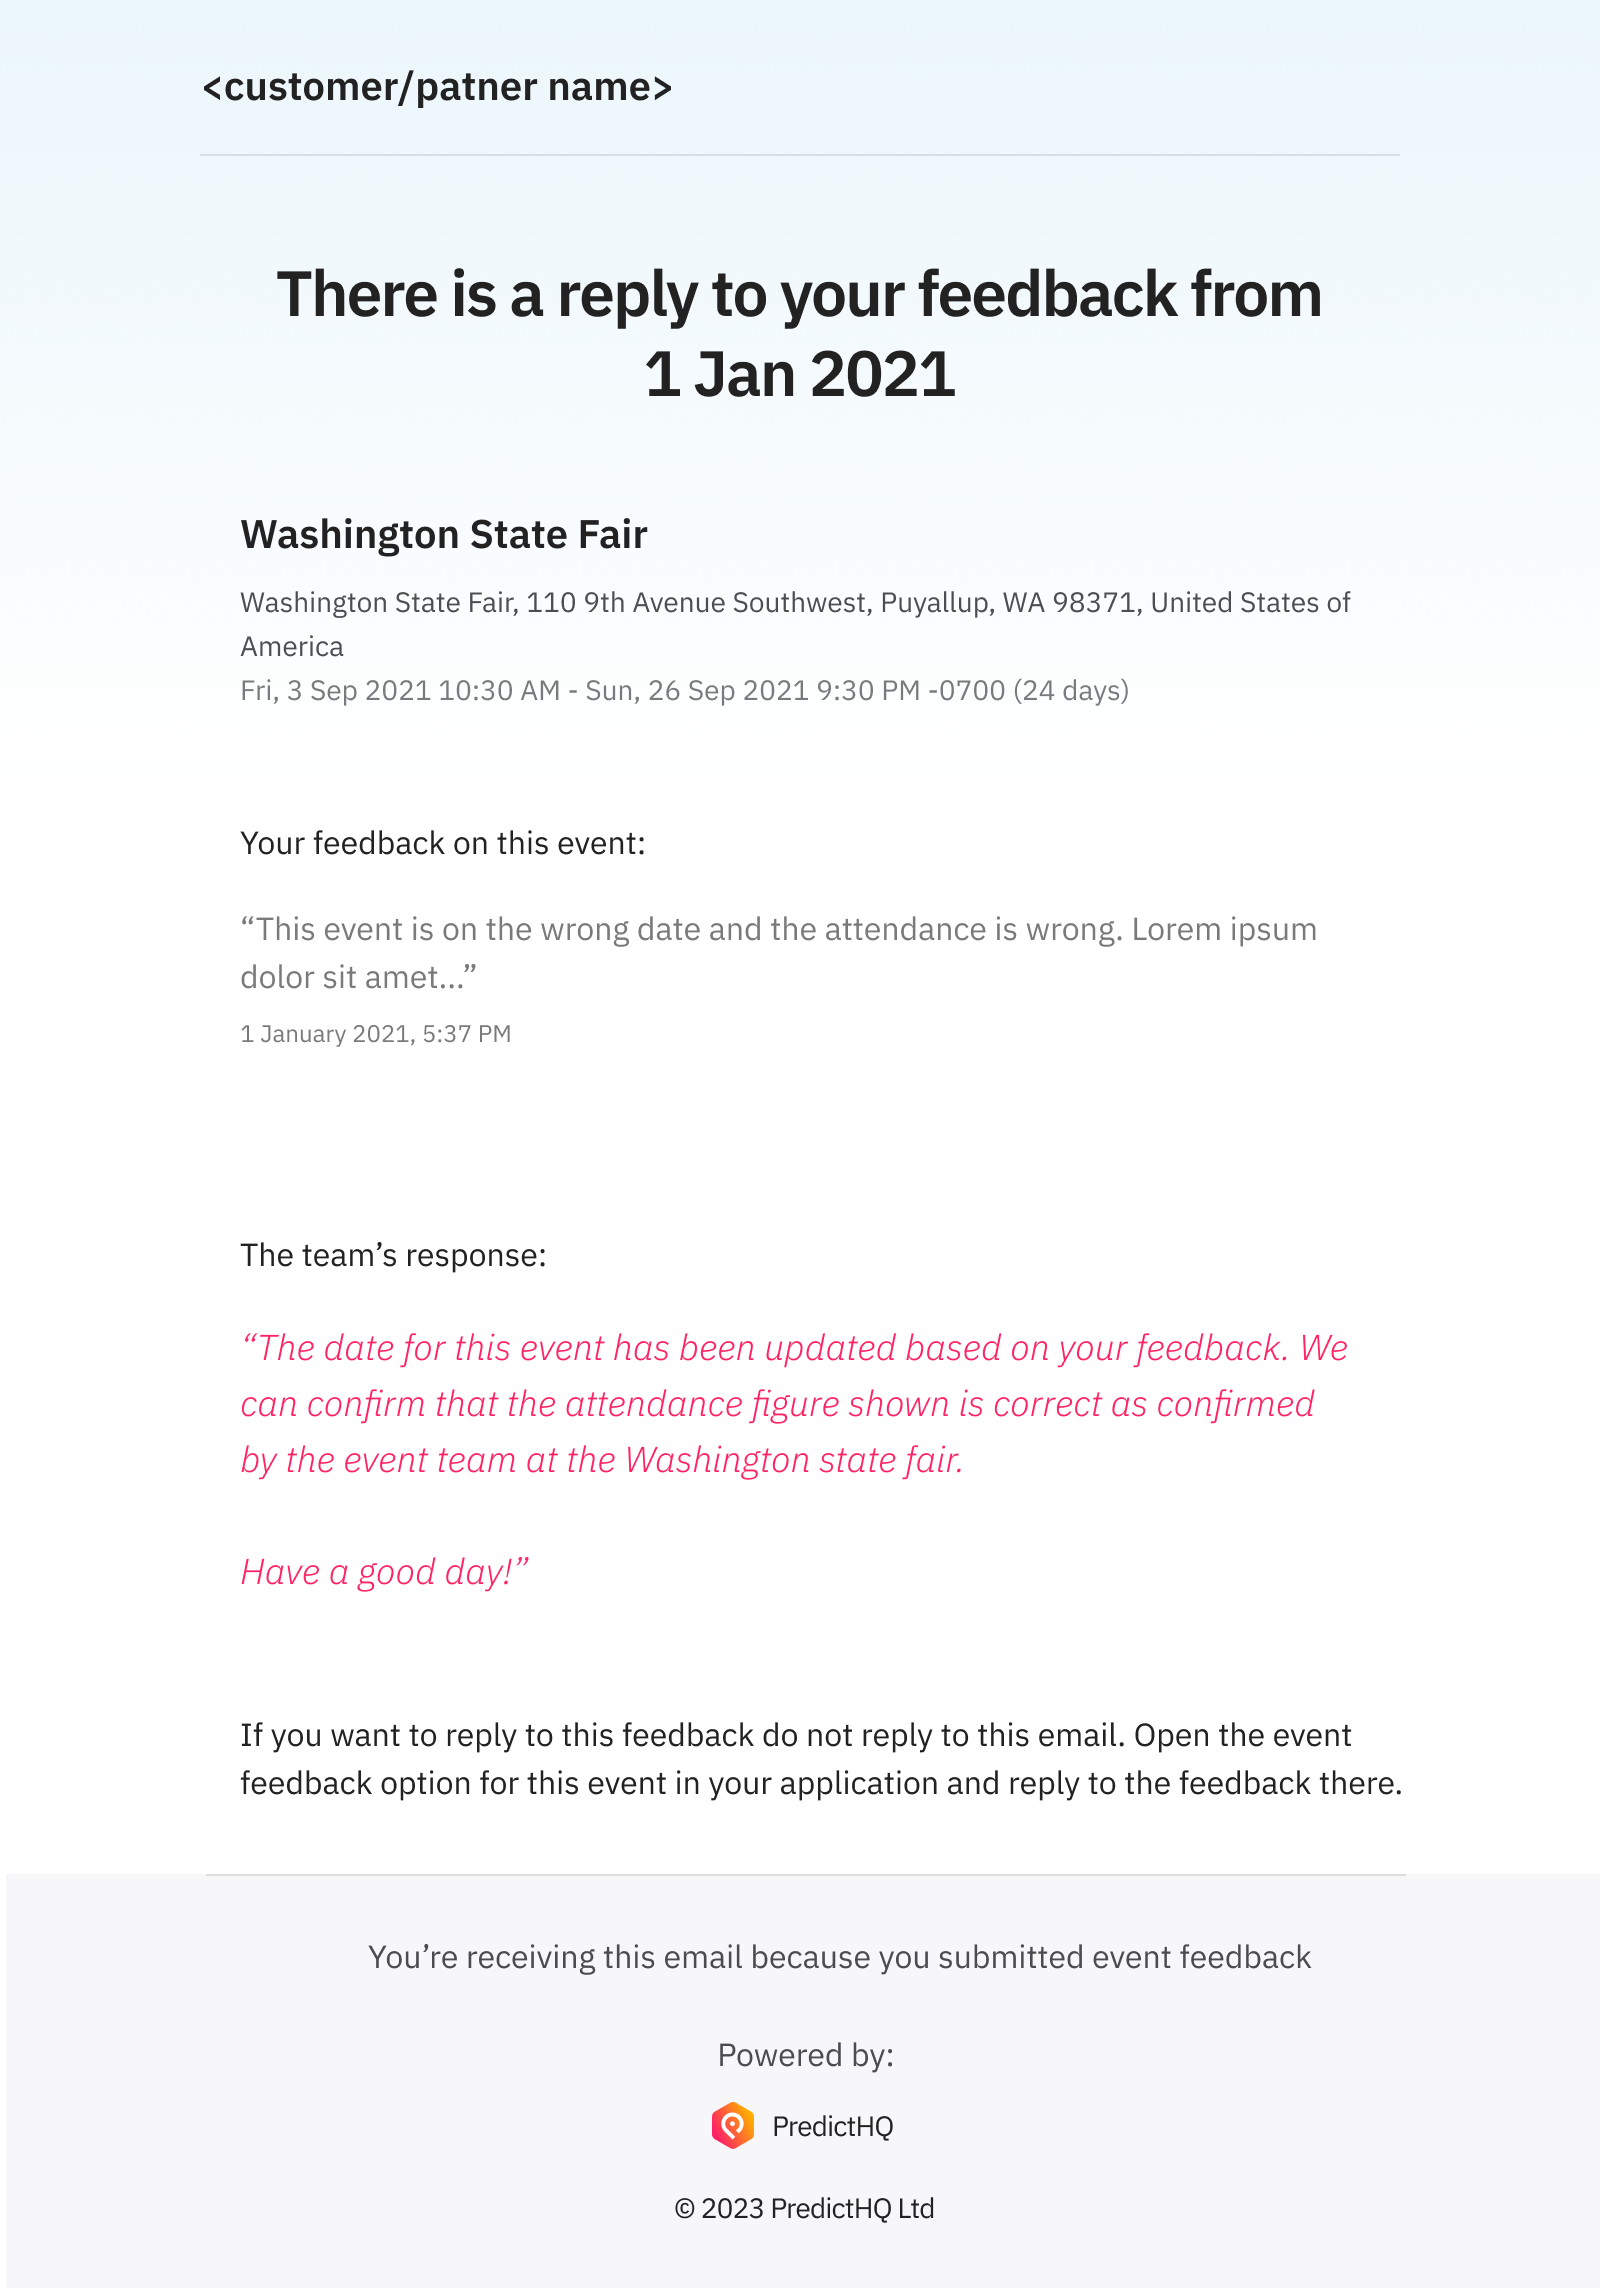 <customer/patner name>
There is a reply to your feedback from
1 Jan 2021
Washington State Fair
Washington State Fair, 110 9th Avenue Southwest, Puyallup, WA 98371, United States of
America
Fri, 3 Sep 2021 10:30 AM - Sun, 26 Sep 2021 9:30 PM -0700 (24 days)
Your feedback on this event:
“This event is on the wrong date and the attendance is wrong. Lorem ipsum
dolor sit amet...”
1 January 2021, 5:37 PM
The team’s response:
“The date for this event has been updated based on your feedback. We
can confirm that the attendance figure shown is correct as confirmed
by the event team at the Washington state fair.
Have a good day!”
If you want to reply to this feedback do not reply to this email. Open the event
feedback option for this event in your application and reply to the feedback there.
You’re receiving this email because you submitted event feedback
Powered by:
PredictHQ
© 2023 PredictHQ Ltd